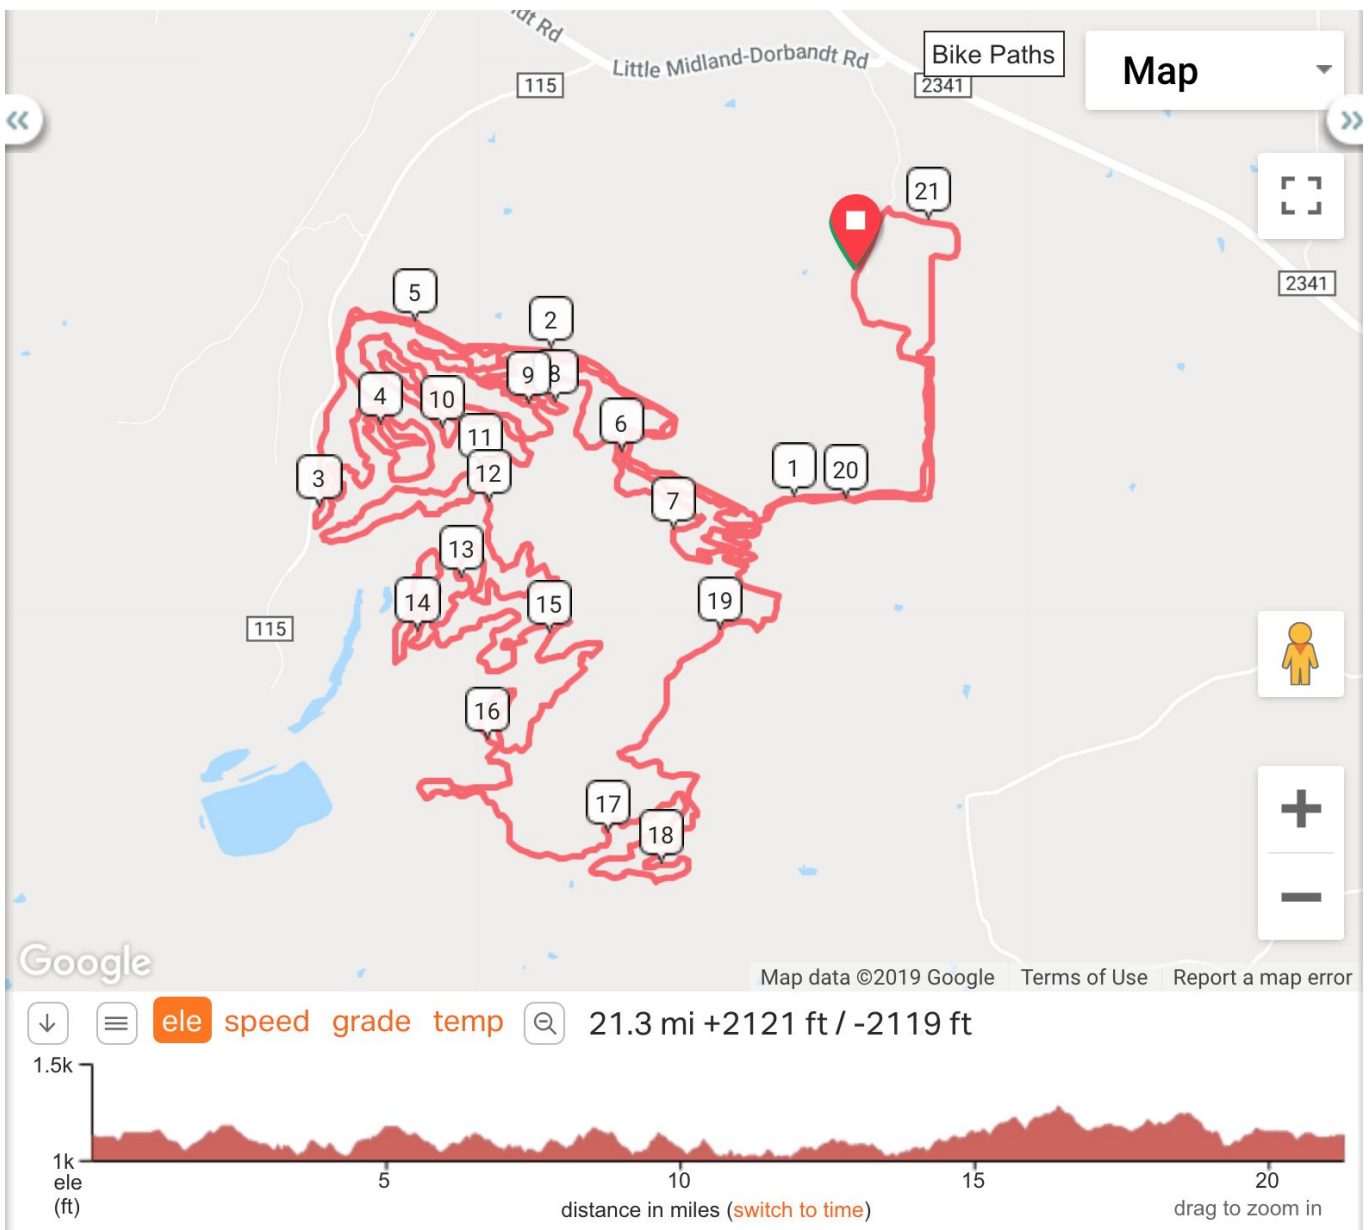 dt Rd
Little Midland-Dorbandt Rd
Bike Paths
Map
115
2341
«
»
21
2341
5
2
9
8
4
10
6
11
3
12
1
20
7
13
14
15
19
115
16
17
18
+
−
Google
Map data ©2019 Google Terms of Use Report a map error
ele speed grade temp 21.3 mi +2121 ft / -2119 ft
1.5k
1k
ele
(ft)
5 10 15 20
distance in miles (switch to time)
drag to zoom in